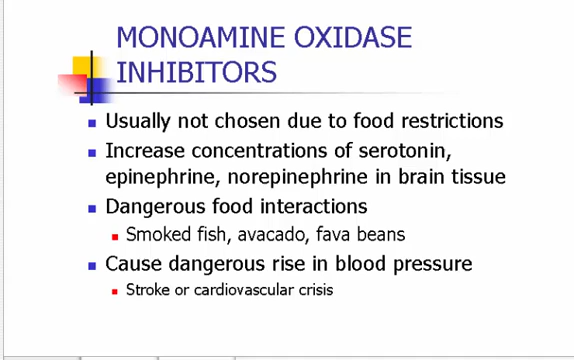 MONOAMINE OXIDASE
INHIBITORS
Usually not chosen due to food restrictions
Increase concentrations of serotonin,
epinephrine, norepinephrine in brain tissue
Dangerous food interactions
Smoked fish, avacado, fava beans
Cause dangerous rise in blood pressure
Stroke or cardiovascular crisis